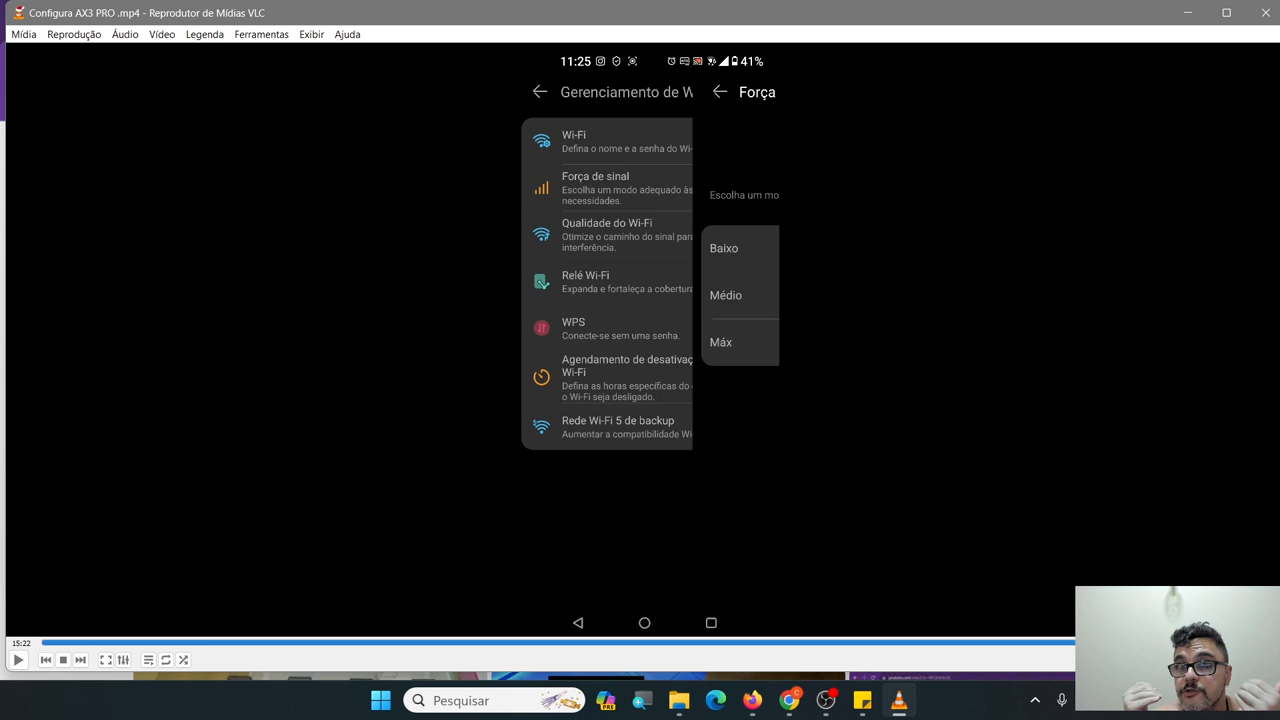 Configura AX3 PRO .mp4 - Reprodutor de Mídias VLC
Mídia Reprodução Áudio Vídeo Legenda Ferramentas Exibir Ajuda
11:25 41%
Gerenciamento de W
Wi-Fi
Defina o nome e a senha do Wi-
Força de sinal
Escolha um modo adequado às
necessidades.
Qualidade do Wi-Fi
Otimize o caminho do sinal para
interferência.
Relé Wi-Fi
Expanda e fortaleça a cobertura
WPS
Conecte-se sem uma senha.
Agendamento de desativaç
Wi-Fi
Defina as horas específicas do
o Wi-Fi seja desligado.
Rede Wi-Fi 5 de backup
Aumentar a compatibilidade Wi
Força
Escolha um mo
Baixo
Médio
Máx
15:22
Pesquisar
PRE